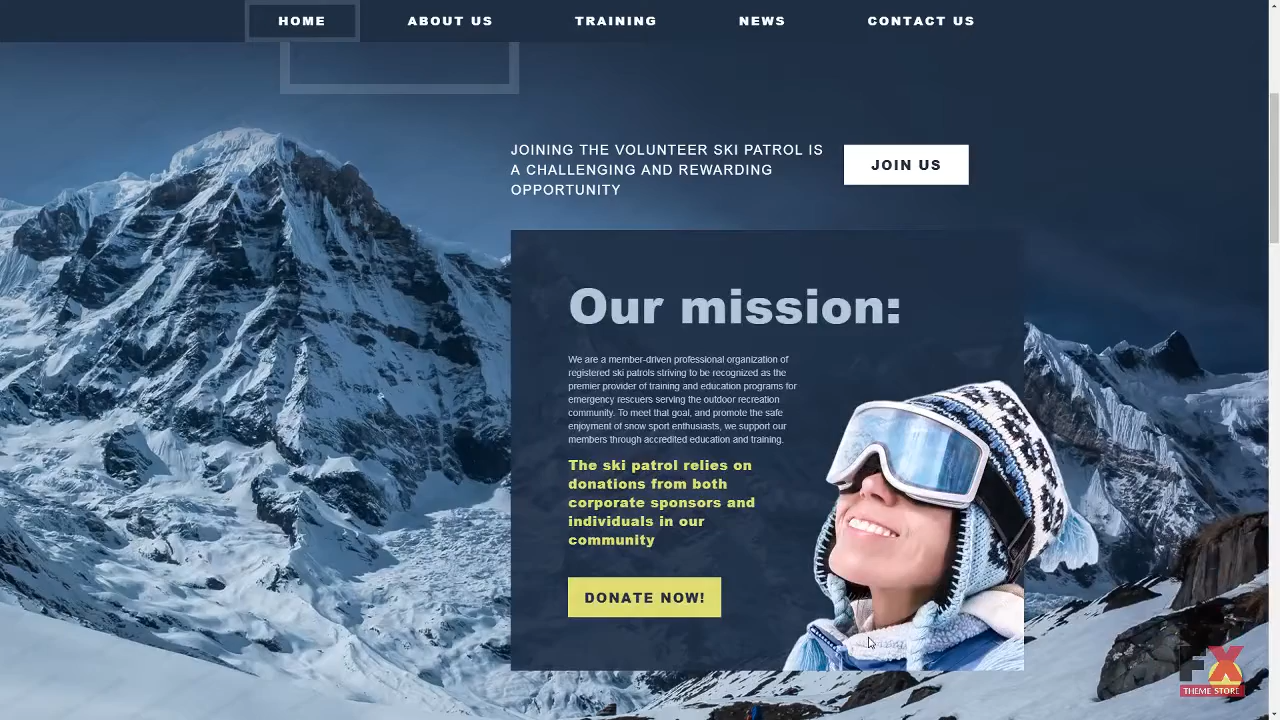 HOME ABOUT US TRAINING NEWS CONTACT US
JOINING THE VOLUNTEER SKI PATROL IS
A CHALLENGING AND REWARDING
OPPORTUNITY
JOIN US
Our mission:
We are a member-driven professional organization of
registered ski patrols striving to be recognized as the
premier provider of training and education programs for
emergency rescuers serving the outdoor recreation
community. To meet that goal, and promote the safe
enjoyment of snow sport enthusiasts, we support our
members through accredited education and training.
The ski patrol relies on
donations from both
corporate sponsors and
individuals in our
community
DONATE NOW!
FX
THEME STORE